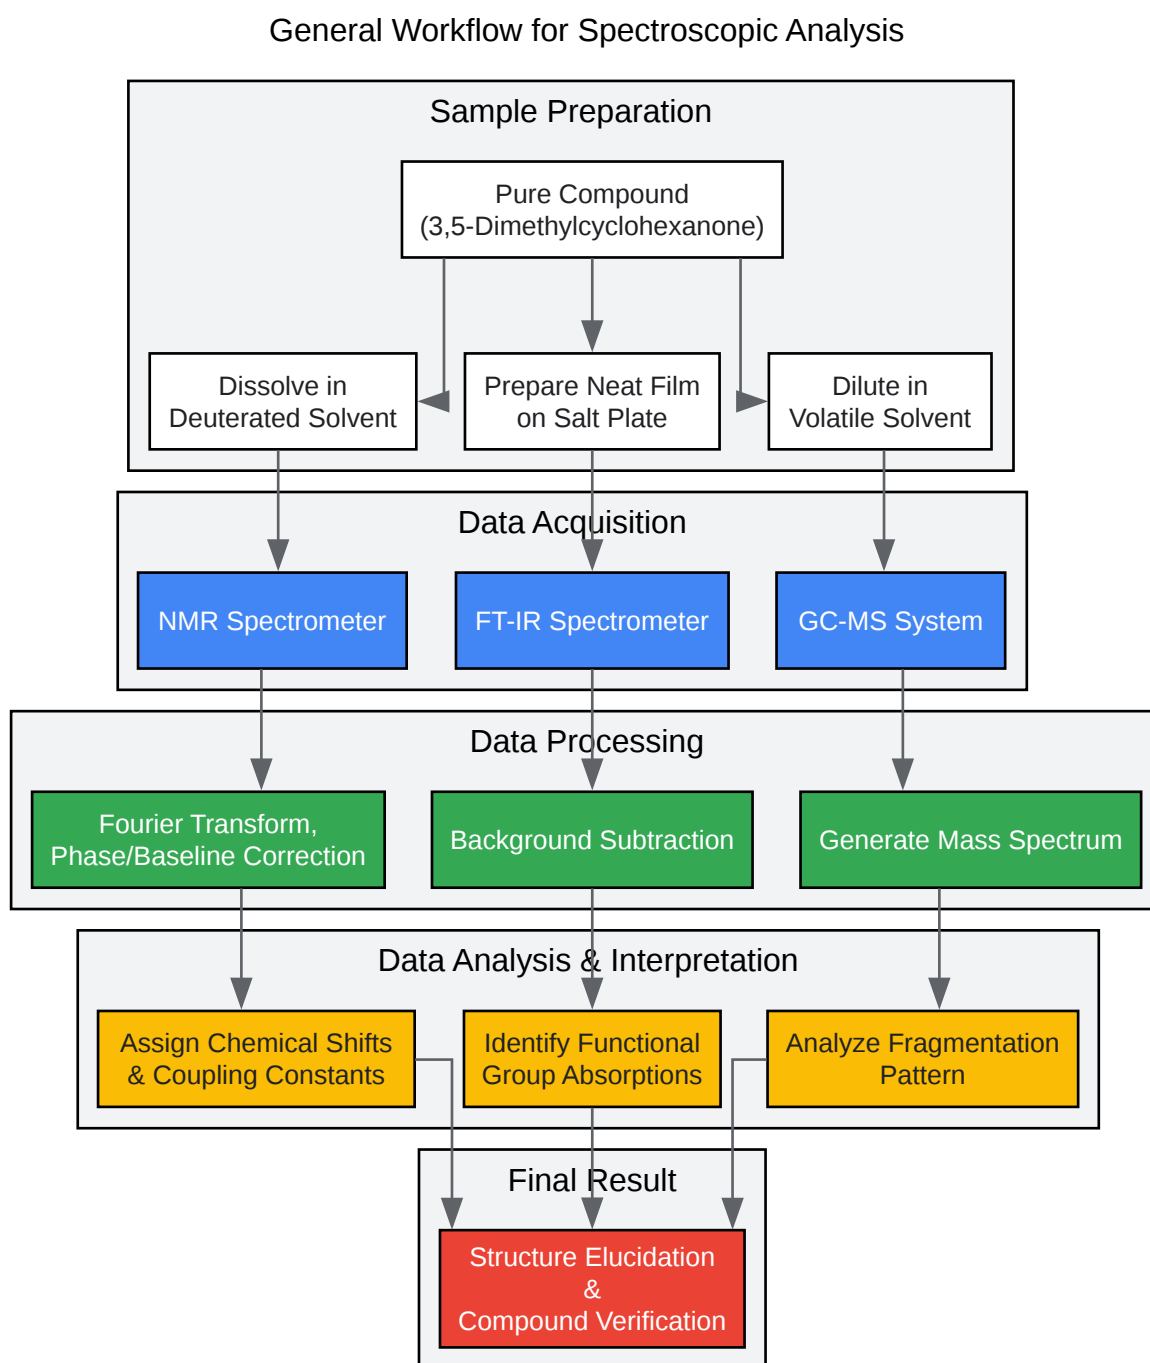 General Workflow for Spectroscopic Analysis
Sample Preparation
Pure Compound
(3,5-Dimethylcyclohexanone)
Dissolve in
Deuterated Solvent
Prepare Neat Film
on Salt Plate
Dilute in
Volatile Solvent
Data Acquisition
NMR Spectrometer
FT-IR Spectrometer
GC-MS System
Data Processing
Fourier Transform,
Phase/Baseline Correction
Background Subtraction
Generate Mass Spectrum
Data Analysis & Interpretation
Assign Chemical Shifts
& Coupling Constants
Identify Functional
Group Absorptions
Analyze Fragmentation
Pattern
Final Result
Structure Elucidation
&
Compound Verification